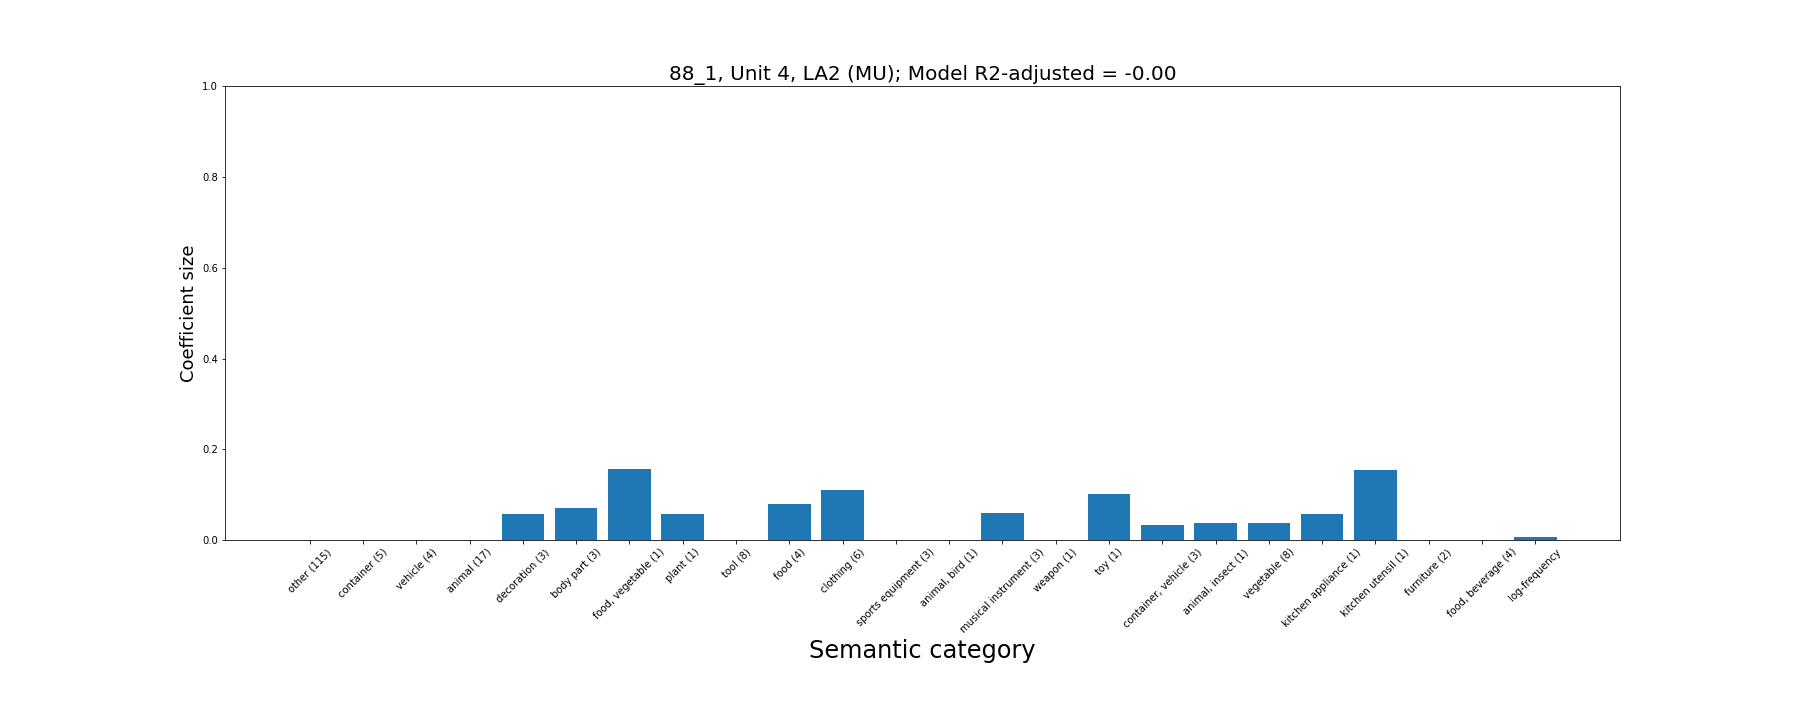 88_1, Unit 4, LA2 (MU); Model R2-adjusted = -0.00
1.0
0.8
0.6
0.4
0.2
0.0
Coefficient size
other (115)
container (5)
vehicle (4)
animal (17)
decoration (3)
body part (3)
food, vegetable (1)
plant (1)
tool (8)
food (4)
clothing (6)
sports equipment (3)
animal, bird (1)
musical instrument (3)
weapon (1)
toy (1)
container, vehicle (3)
animal, insect (1)
vegetable (8)
kitchen appliance (1)
kitchen utensil (1)
furniture (2)
food, beverage (4)
log-frequency
Semantic category